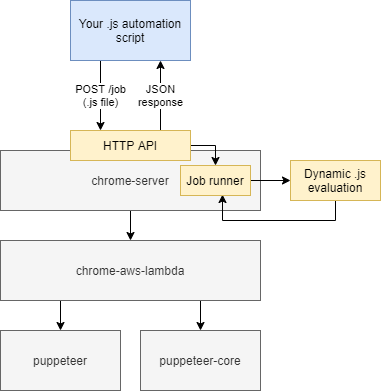 Your .js automation
script
POST /job
(.js file)
JSON
response
HTTP API
chrome-server
Job runner
Dynamic .js
evaluation
chrome-aws-lambda
puppeteer
puppeteer-core